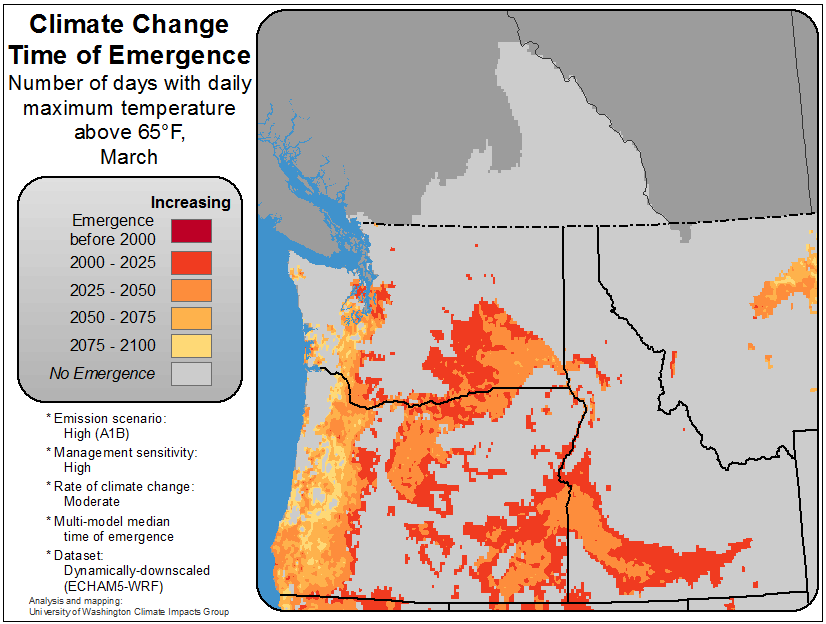 Climate Change
Time of Emergence
Number of days with daily
maximum temperature
above 65°F,
March
Increasing
Emergence
before 2000
2000 - 2025
2025 - 2050
2050 - 2075
2075 - 2100
No Emergence
* Emission scenario:
High (A1B)
* Management sensitivity:
High
* Rate of climate change:
Moderate
* Multi-model median
time of emergence
* Dataset:
Dynamically-downscaled
(ECHAM5-WRF)
Analysis and mapping:
University of Washington Climate Impacts Group